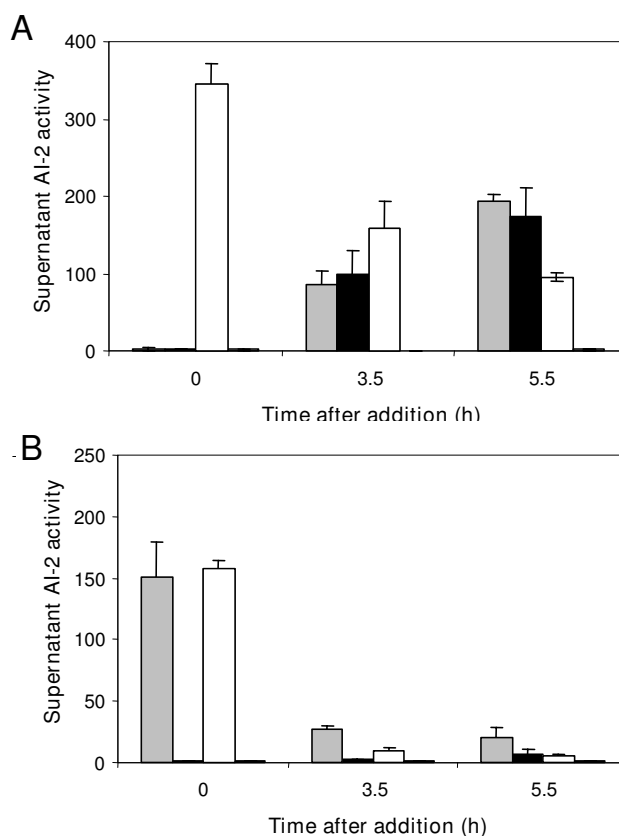 A
400
300
200
100
0
Supernatant AI-2 activity
0 3.5 5.5
Time after addition (h)
B
250
200
150
100
50
0
Supernatant AI-2 activity
0 3.5 5.5
Time after addition (h)